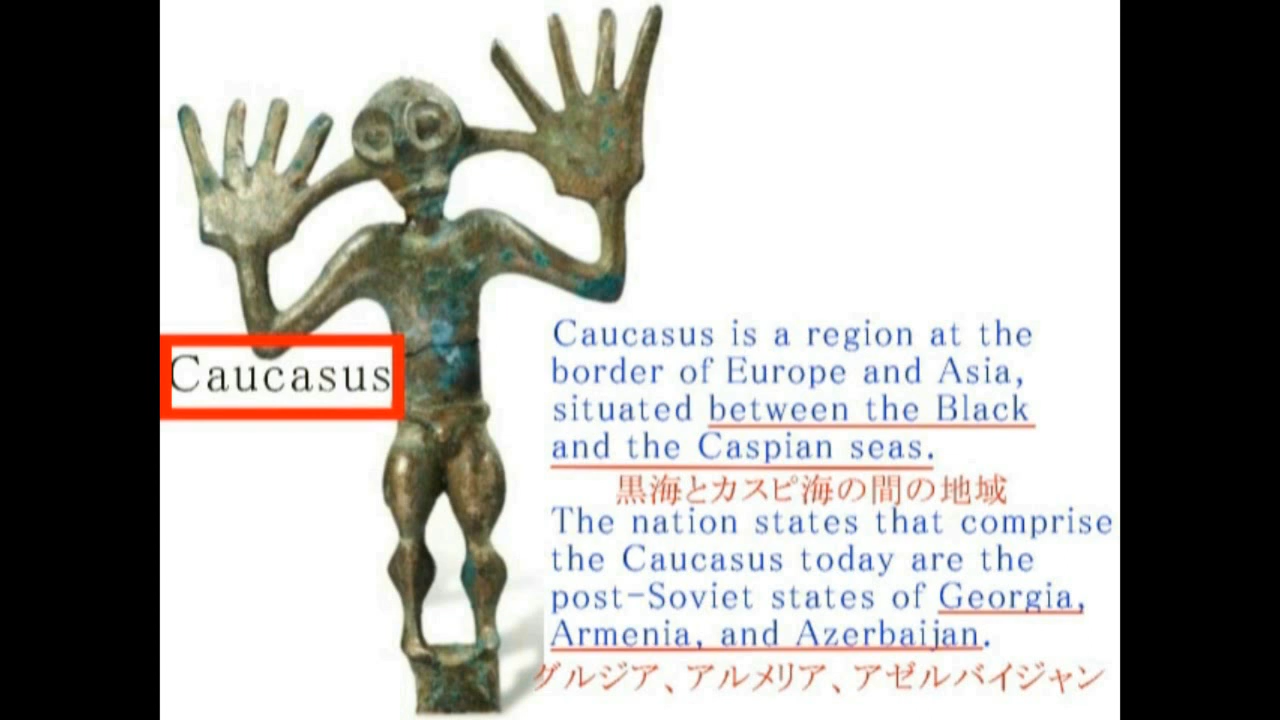 Caucasus
Caucasus is a region at the
border of Europe and Asia,
situated between the Black
and the Caspian seas.
黒海とカスピ海の間の地域
The nation states that comprise
the Caucasus today are the
post-Soviet states of Georgia,
Armenia, and Azerbaijan.
グルジア、アルメリア、アゼルバイジャン